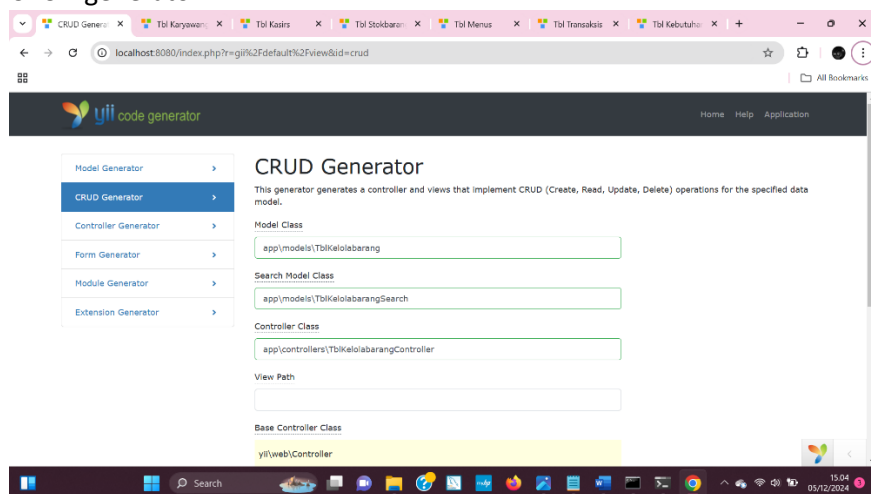 CRUD Generat
Tbl Karyawan
Tbl Kasirs
Tbl Stokbaran
Tbl Menus
Tbl Transaksis
Tbl Kebutuhan
localhost:8080/index.php?r=gii%2Fdefault%2Fview&id=crud
All Bookmarks
yii code generator
Home Help Application
Model Generator
CRUD Generator
Controller Generator
Form Generator
Module Generator
Extension Generator
CRUD Generator
This generator generates a controller and views that implement CRUD (Create, Read, Update, Delete) operations for the specified data
model.
Model Class
app\models\TblKelolabarang
Search Model Class
app\models\TblKelolabarangSearch
Controller Class
app\controllers\TblKelolabarangController
View Path
Base Controller Class
yii\web\Controller
Search
15.04
05/12/2024